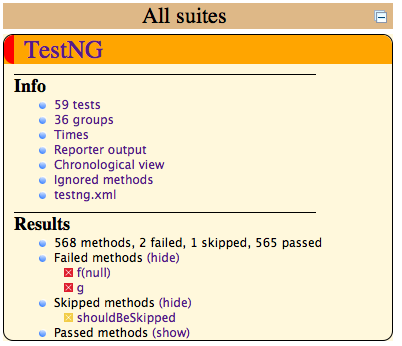 All suites
TestNG
Info
59 tests
36 groups
Times
Reporter output
Chronological view
Ignored methods
testng.xml
Results
568 methods, 2 failed, 1 skipped, 565 passed
Failed methods (hide)
f(null)
g
Skipped methods (hide)
shouldBeSkipped
Passed methods (show)